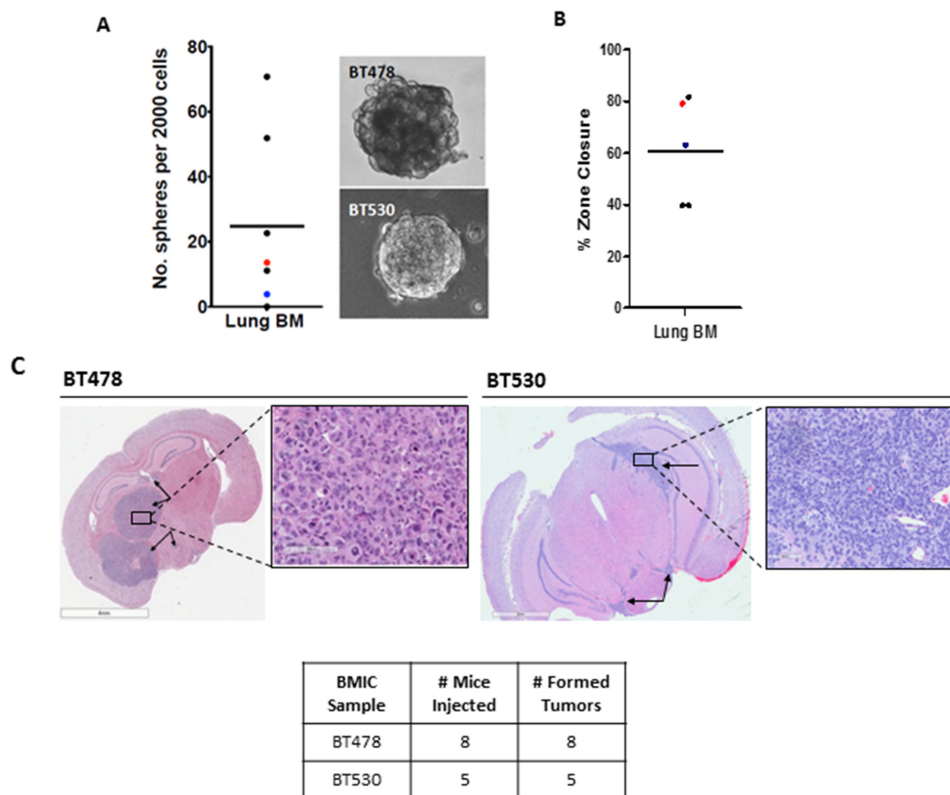 A
No. spheres per 2000 cells
80
60
40
20
0
Lung BM
BT478
BT530
B
% Zone Closure
100
80
60
40
20
0
Lung BM
C
BT478
BT530
BMIC Sample # Mice Injected # Formed Tumors
BT478 8 8
BT530 5 5